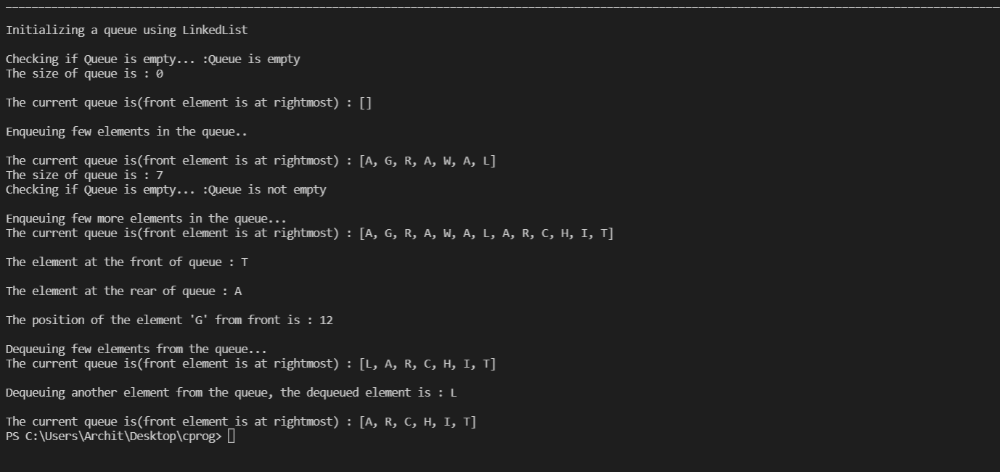 Initializing a queue using LinkedList
Checking if Queue is empty... :Queue is empty
The size of queue is : 0
The current queue is(front element is at rightmost) : []
Enqueuing few elements in the queue..
The current queue is(front element is at rightmost) : [A, G, R, A, W, A, L]
The size of queue is : 7
Checking if Queue is empty... :Queue is not empty
Enqueuing few more elements in the queue...
The current queue is(front element is at rightmost) : [A, G, R, A, W, A, L, A, R, C, H, I, T]
The element at the front of queue : T
The element at the rear of queue : A
The position of the element 'G' from front is : 12
Dequeuing few elements from the queue...
The current queue is(front element is at rightmost) : [L, A, R, C, H, I, T]
Dequeuing another element from the queue, the dequeued element is : L
The current queue is(front element is at rightmost) : [A, R, C, H, I, T]
PS C:\Users\Archit\Desktop\cprog>